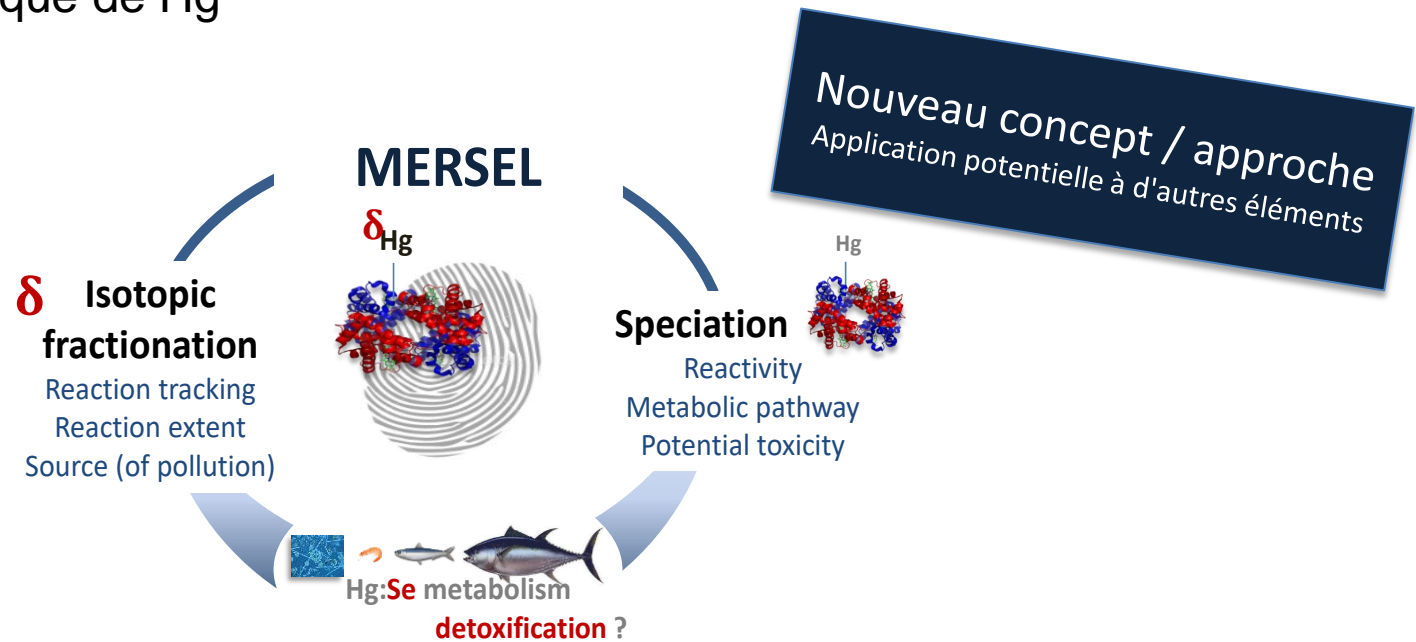 que de Hg
Nouveau concept / approche
Application potentielle à d'autres éléments
MERSEL
δHg
Hg
δ Isotopic
fractionation
Reaction tracking
Reaction extent
Source (of pollution)
Speciation
Reactivity
Metabolic pathway
Potential toxicity
Hg:Se metabolism
detoxification ?